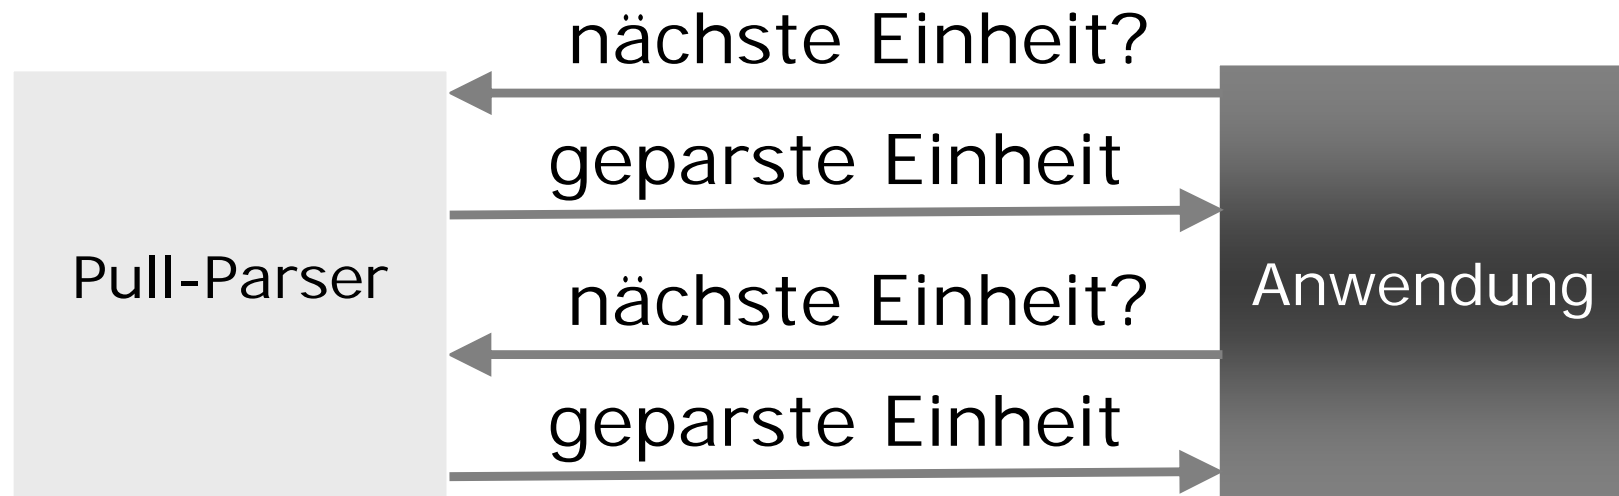 nächste Einheit?
geparste Einheit
Pull-Parser
Anwendung
nächste Einheit?
geparste Einheit